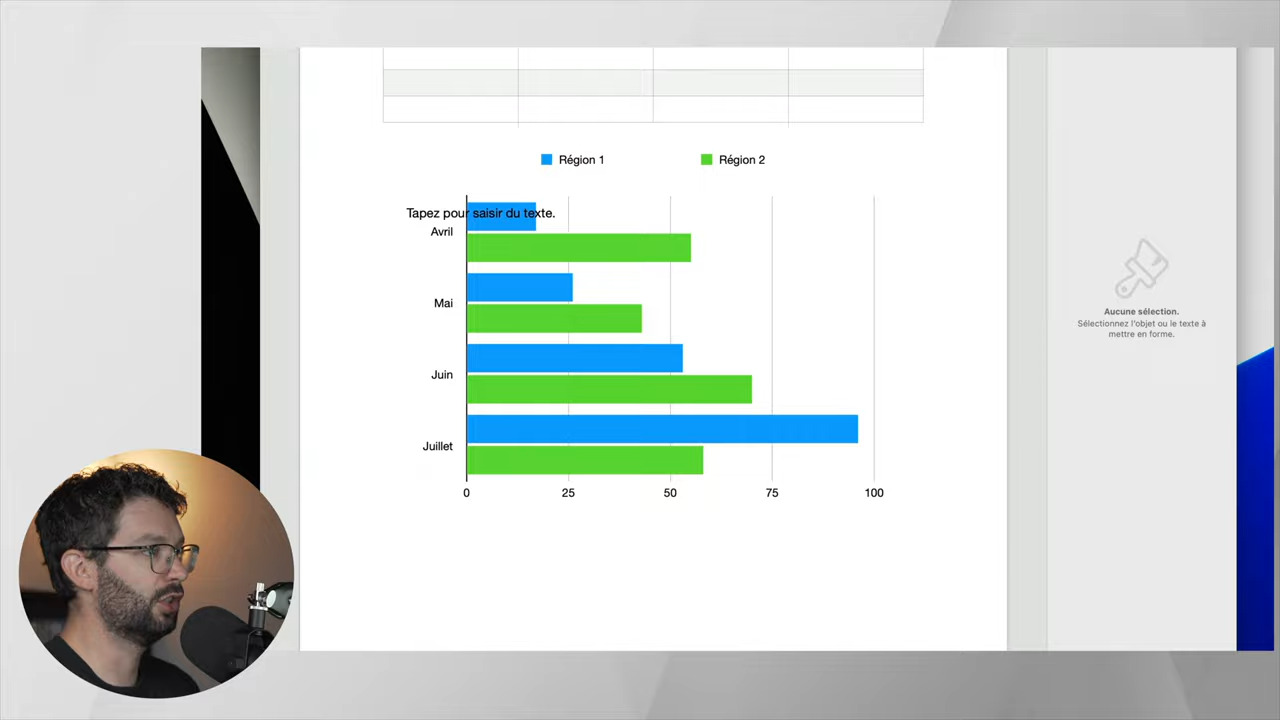 Région 1
Région 2
Tapez pour saisir du texte.
Avril
Mai
Juin
Juillet
0 25 50 75 100
Aucune sélection.
Sélectionnez l'objet ou le texte à
mettre en forme.